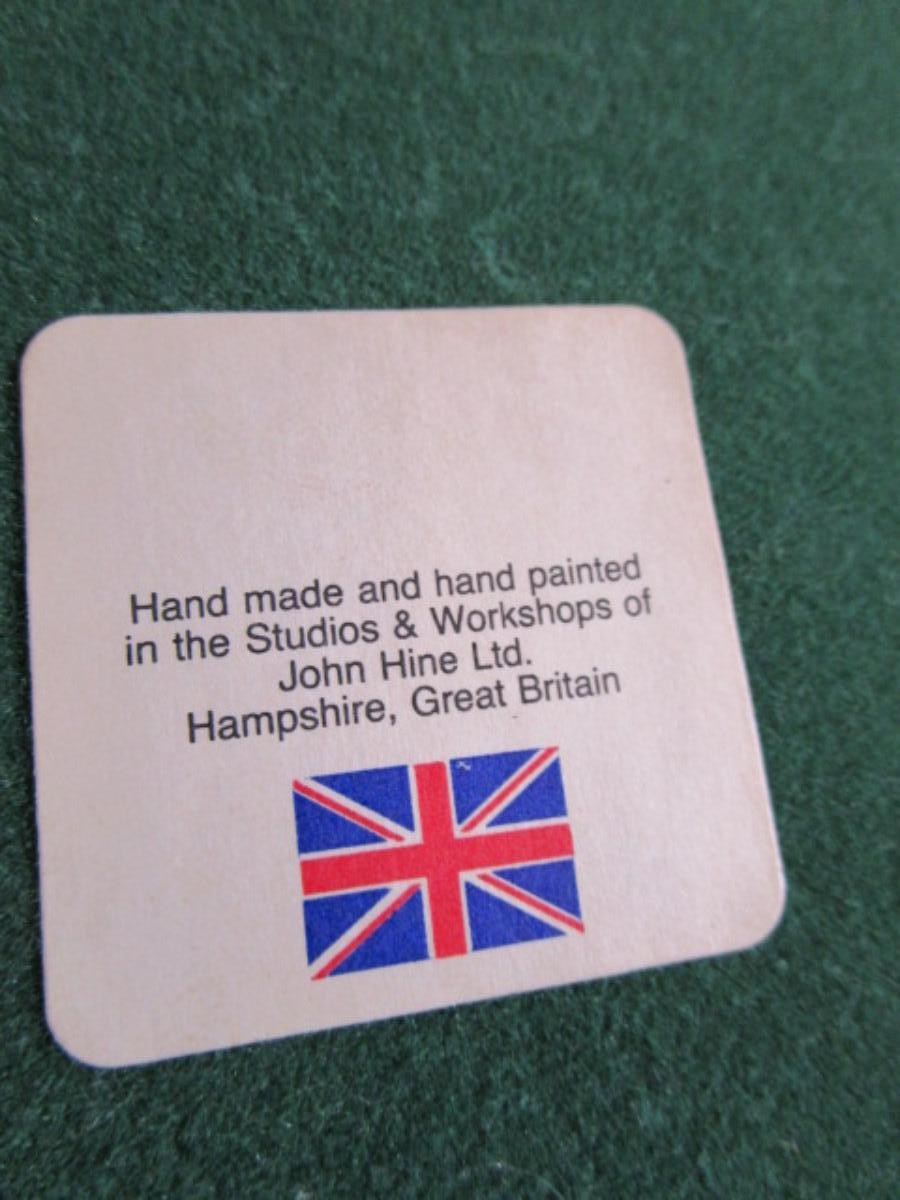 Hand made and hand painted
in the Studios & Workshops of
John Hine Ltd.
Hampshire, Great Britain